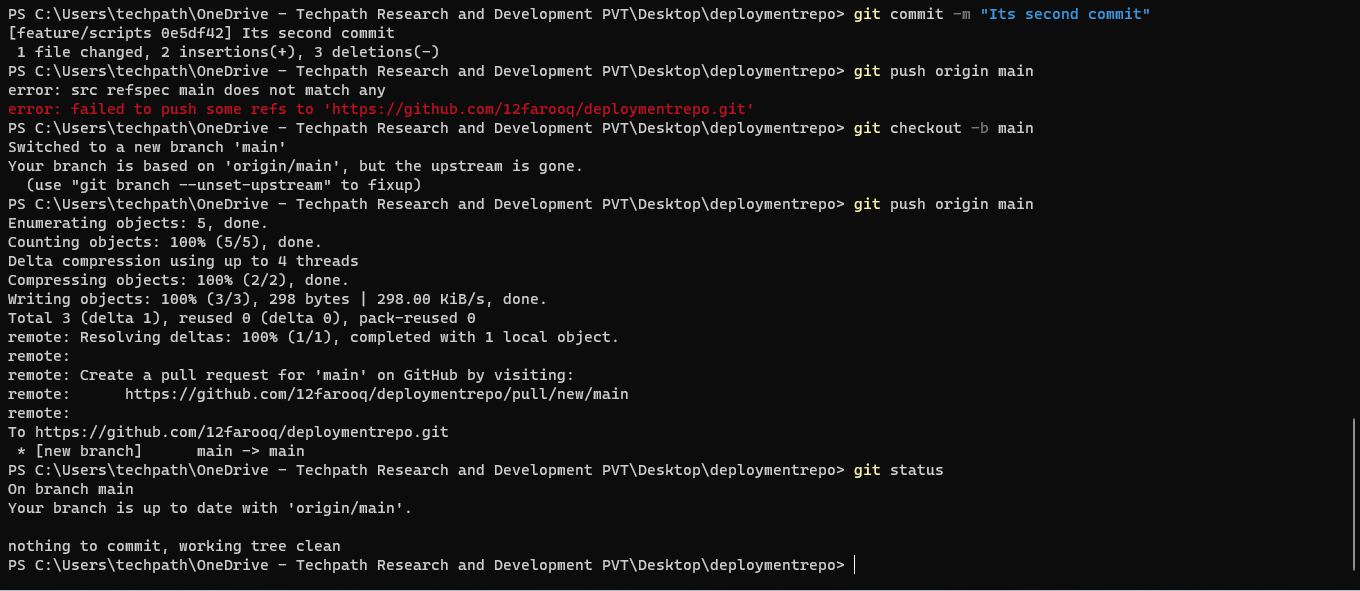 PS C:\Users\techpath\OneDrive - Techpath Research and Development PVT\Desktop\deploymentrepo> git commit -m "Its second commit"
[feature/scripts 0e5df42] Its second commit
 1 file changed, 2 insertions(+), 3 deletions(-)
PS C:\Users\techpath\OneDrive - Techpath Research and Development PVT\Desktop\deploymentrepo> git push origin main
error: src refspec main does not match any
error: failed to push some refs to 'https://github.com/12farooq/deploymentrepo.git'
PS C:\Users\techpath\OneDrive - Techpath Research and Development PVT\Desktop\deploymentrepo> git checkout -b main
Switched to a new branch 'main'
Your branch is based on 'origin/main', but the upstream is gone.
  (use "git branch --unset-upstream" to fixup)
PS C:\Users\techpath\OneDrive - Techpath Research and Development PVT\Desktop\deploymentrepo> git push origin main
Enumerating objects: 5, done.
Counting objects: 100% (5/5), done.
Delta compression using up to 4 threads
Compressing objects: 100% (2/2), done.
Writing objects: 100% (3/3), 298 bytes | 298.00 KiB/s, done.
Total 3 (delta 1), reused 0 (delta 0), pack-reused 0
remote: Resolving deltas: 100% (1/1), completed with 1 local object.
remote:
remote: Create a pull request for 'main' on GitHub by visiting:
remote:      https://github.com/12farooq/deploymentrepo/pull/new/main
remote:
To https://github.com/12farooq/deploymentrepo.git
 * [new branch]      main -> main
PS C:\Users\techpath\OneDrive - Techpath Research and Development PVT\Desktop\deploymentrepo> git status
On branch main
Your branch is up to date with 'origin/main'.

nothing to commit, working tree clean
PS C:\Users\techpath\OneDrive - Techpath Research and Development PVT\Desktop\deploymentrepo>